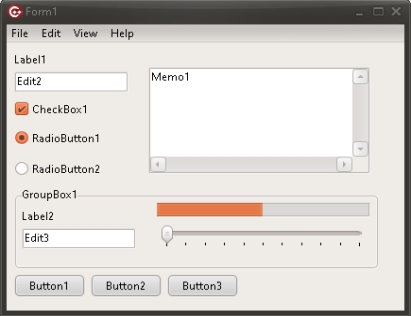 Form1
File Edit View Help
Label1
Edit2
Memo1
CheckBox1
RadioButton1
RadioButton2
GroupBox1
Label2
Edit3
Button1 Button2 Button3